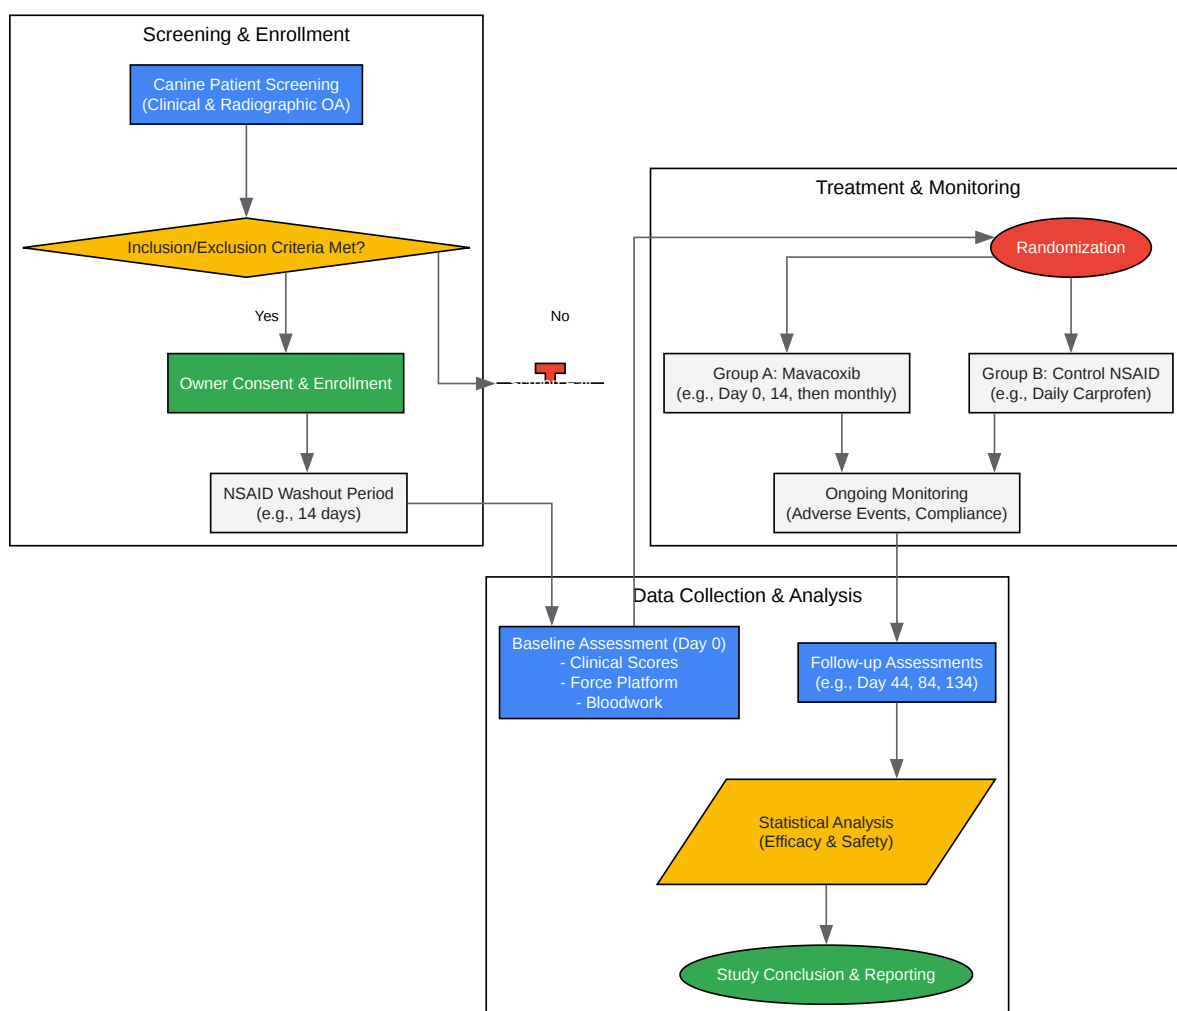 Screening & Enrollment
Canine Patient Screening
(Clinical & Radiographic OA)
Inclusion/Exclusion Criteria Met?
Yes
No
Owner Consent & Enrollment
NSAID Washout Period
(e.g., 14 days)
Treatment & Monitoring
Randomization
Group A: Mavacoxib
(e.g., Day 0, 14, then monthly)
Group B: Control NSAID
(e.g., Daily Carprofen)
Ongoing Monitoring
(Adverse Events, Compliance)
Data Collection & Analysis
Baseline Assessment (Day 0)
- Clinical Scores
- Force Platform
- Bloodwork
Follow-up Assessments
(e.g., Day 44, 84, 134)
Statistical Analysis
(Efficacy & Safety)
Study Conclusion & Reporting